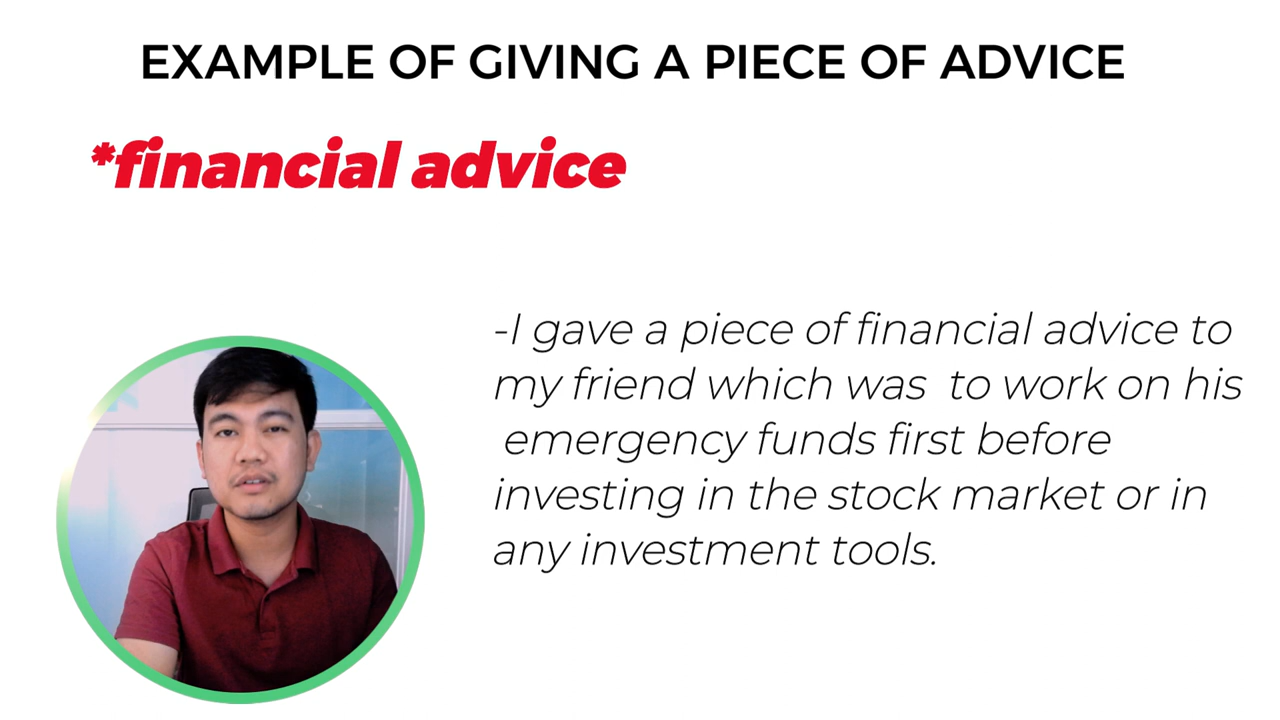 EXAMPLE OF GIVING A PIECE OF ADVICE
*financial advice
-I gave a piece of financial advice to
my friend which was  to work on his
emergency funds first before
investing in the stock market or in
any investment tools.